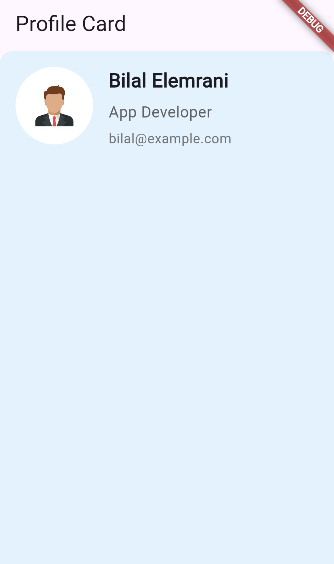 Profile Card
DEBUG
Bilal Elemrani
App Developer
bilal@example.com